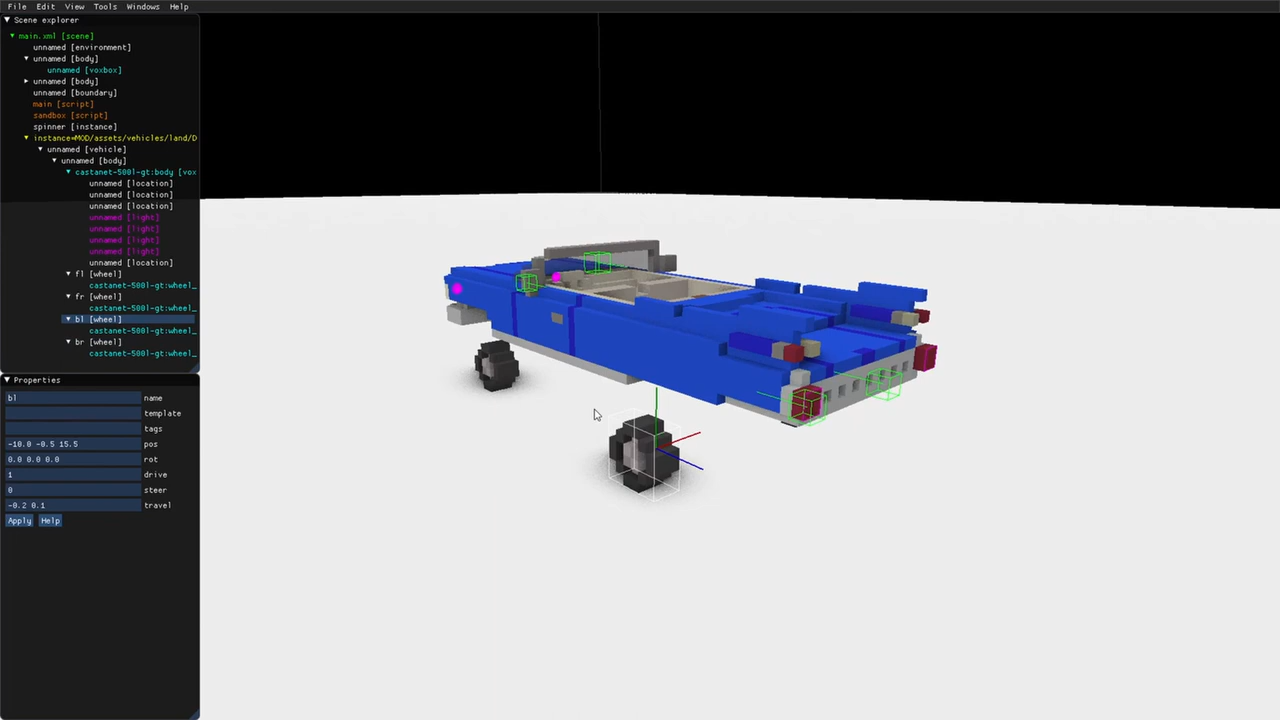 File Edit View Tools Windows Help
Scene explorer
main.xml [scene]
unnamed [environment]
unnamed [body]
unnamed [voxbox]
unnamed [body]
unnamed [boundary]
main [script]
sandbox [script]
spinner [instance]
instance=MOD/assets/vehicles/land/D
unnamed [vehicle]
unnamed [body]
castanet-500l-gt:body [vox
unnamed [location]
unnamed [location]
unnamed [location]
unnamed [light]
unnamed [light]
unnamed [light]
unnamed [light]
unnamed [location]
fl [wheel]
castanet-500l-gt:wheel_
fr [wheel]
castanet-500l-gt:wheel_
bl [wheel]
castanet-500l-gt:wheel_
br [wheel]
castanet-500l-gt:wheel_
Properties
bl name
template
tags
-10.0 -0.5 15.5 pos
0.0 0.0 0.0 rot
1 drive
0 steer
-0.2 0.1 travel
Apply Help